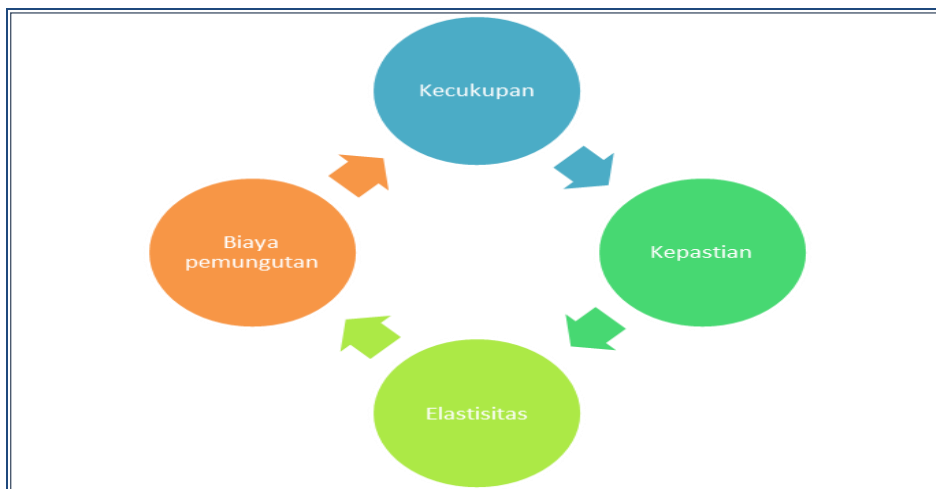 Kecukupan
Kepastian
Elastisitas
Biaya
pemungutan